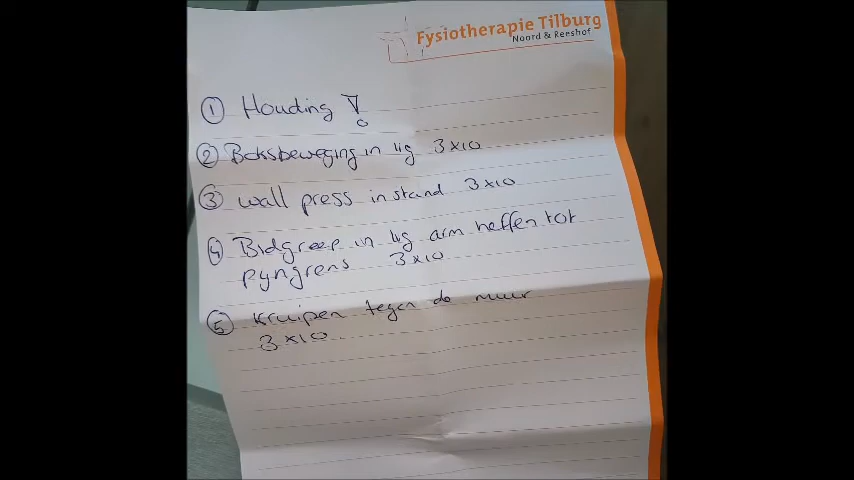 Fysiotherapie Tilburg
Noord & Reeshof
① Houding !
② Boksbeweging in lig 3x10
③ wall press in stand 3x10
④ Bidgreep in lig arm heffen tot
pijngrens 3x10
⑤ Kruipen tegen de muur
3x10